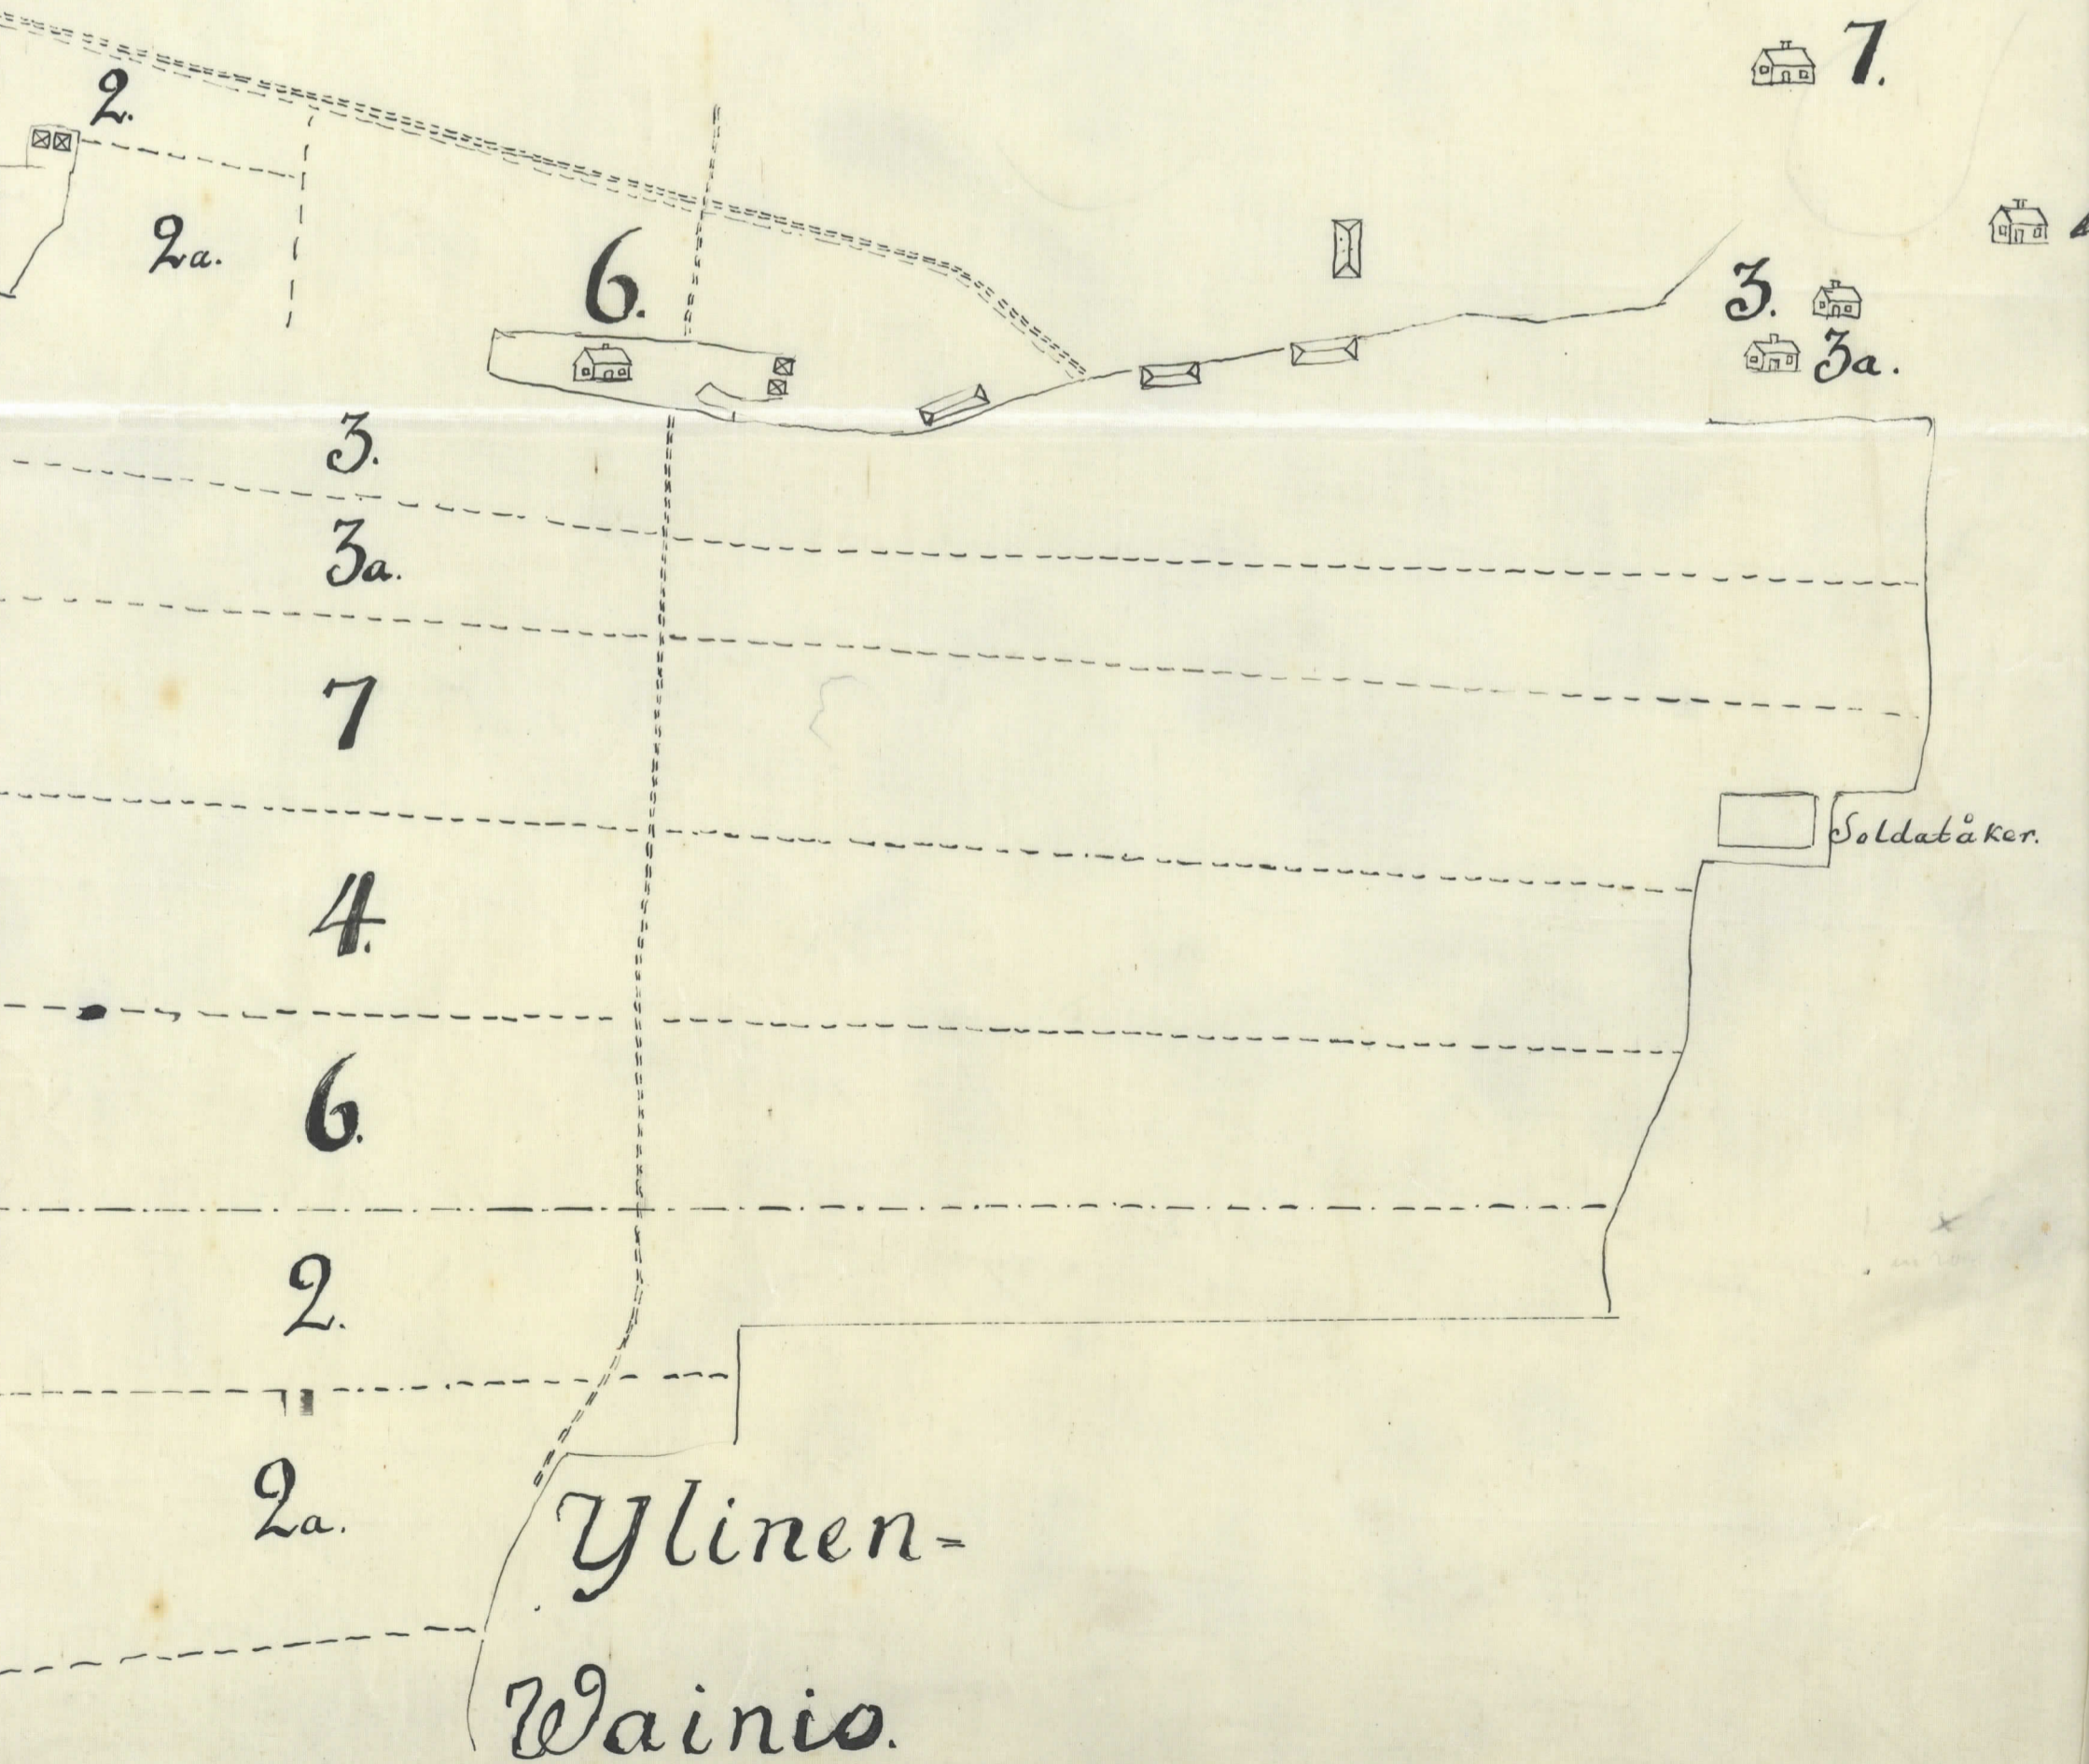 7.
2.
2a.
6.
3.
3a.
3.
3a.
7
Soldatåker.
4.
6.
2.
2a.
Ylinen=
Wainio.